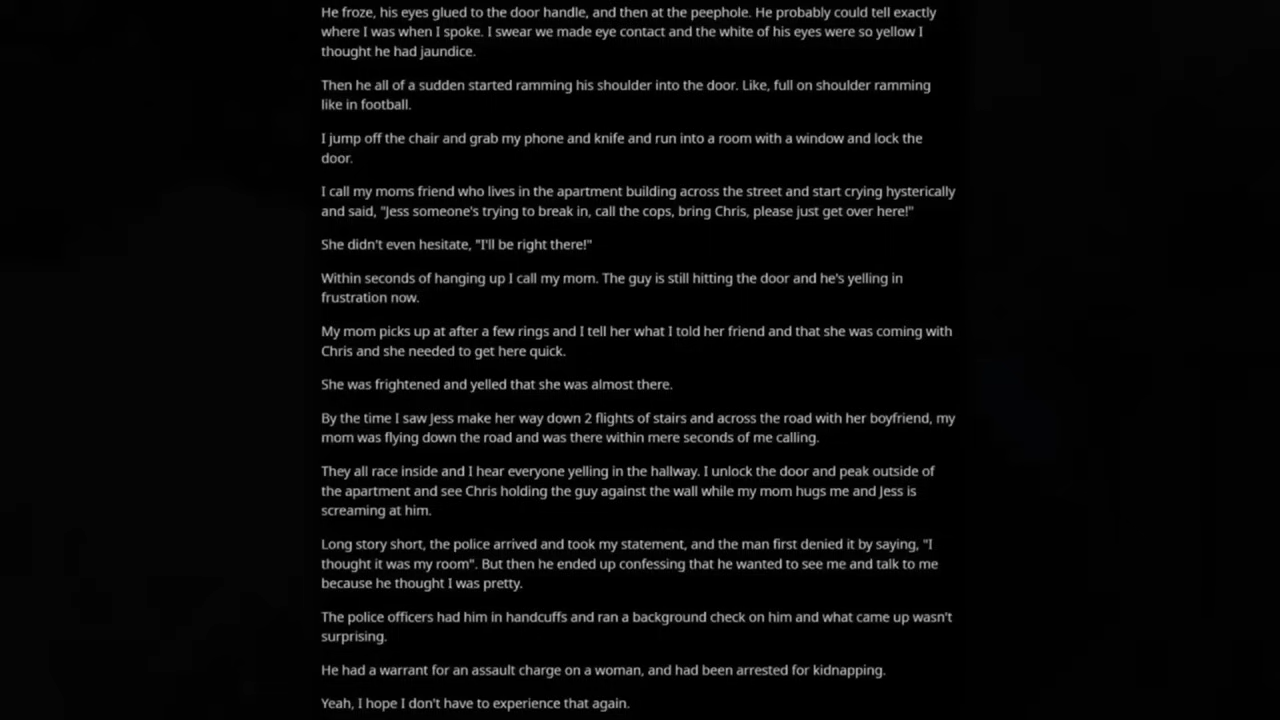 He froze, his eyes glued to the door handle, and then at the peephole. He probably could tell exactly
where I was when I spoke. I swear we made eye contact and the white of his eyes were so yellow I
thought he had jaundice.
Then he all of a sudden started ramming his shoulder into the door. Like, full on shoulder ramming
like in football.
I jump off the chair and grab my phone and knife and run into a room with a window and lock the
door.
I call my moms friend who lives in the apartment building across the street and start crying hysterically
and said, "Jess someone's trying to break in, call the cops, bring Chris, please just get over here!"
She didn't even hesitate, "I'll be right there!"
Within seconds of hanging up I call my mom. The guy is still hitting the door and he's yelling in
frustration now.
My mom picks up at after a few rings and I tell her what I told her friend and that she was coming with
Chris and she needed to get here quick.
She was frightened and yelled that she was almost there.
By the time I saw Jess make her way down 2 flights of stairs and across the road with her boyfriend, my
mom was flying down the road and was there within mere seconds of me calling.
They all race inside and I hear everyone yelling in the hallway. I unlock the door and peak outside of
the apartment and see Chris holding the guy against the wall while my mom hugs me and Jess is
screaming at him.
Long story short, the police arrived and took my statement, and the man first denied it by saying, "I
thought it was my room". But then he ended up confessing that he wanted to see me and talk to me
because he thought I was pretty.
The police officers had him in handcuffs and ran a background check on him and what came up wasn't
surprising.
He had a warrant for an assault charge on a woman, and had been arrested for kidnapping.
Yeah, I hope I don't have to experience that again.